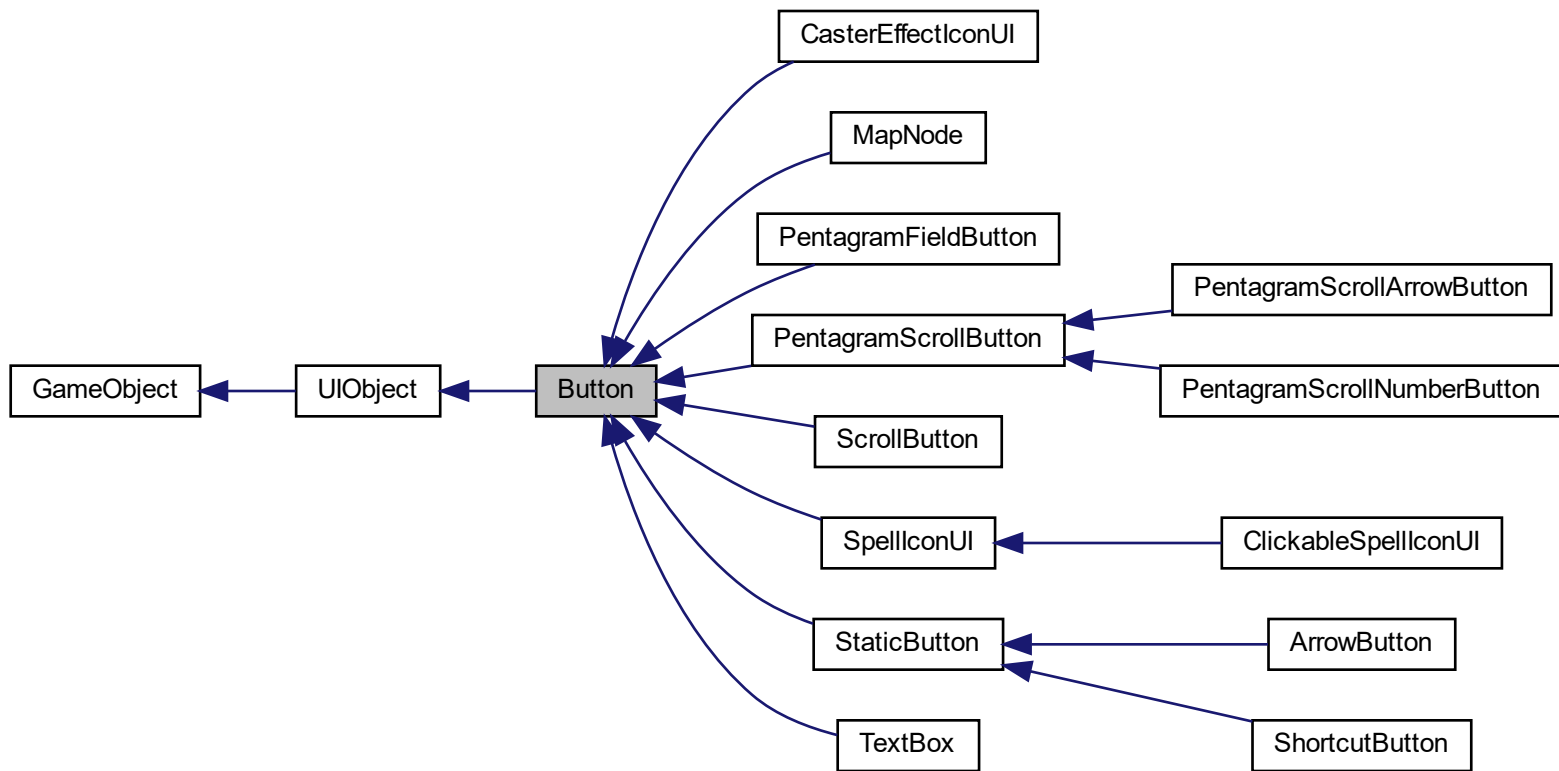 CasterEffectIconUI
MapNode
PentagramFieldButton
PentagramScrollArrowButton
PentagramScrollButton
GameObject
UIObject
Button
PentagramScrollNumberButton
ScrollButton
SpellIconUI
ClickableSpellIconUI
StaticButton
ArrowButton
TextBox
ShortcutButton